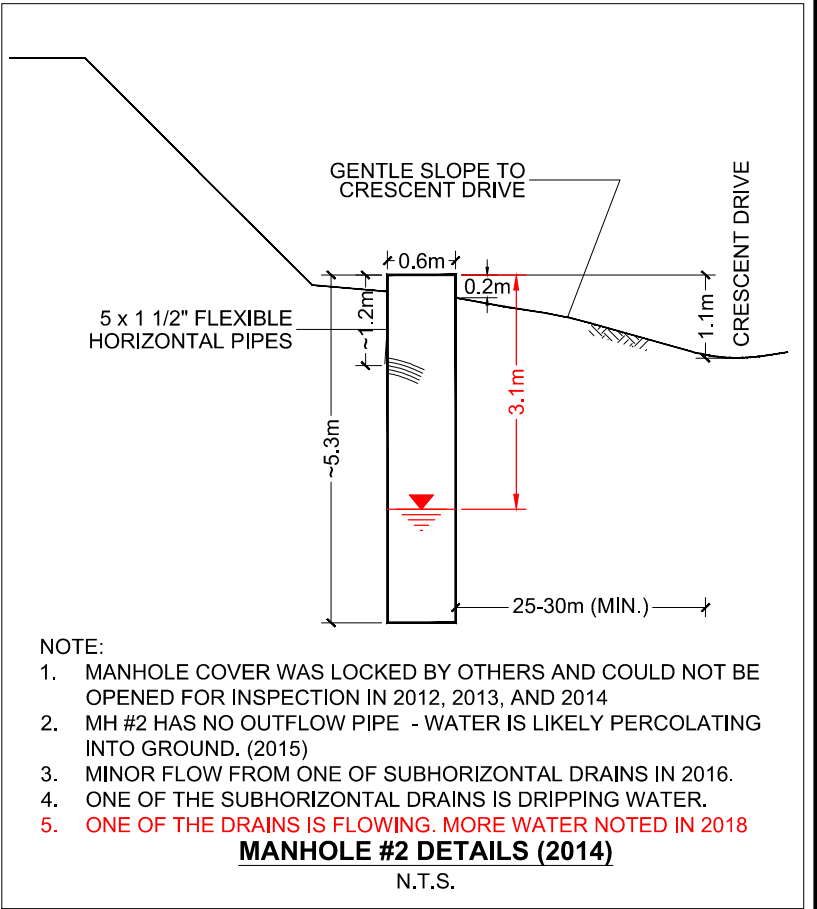 GENTLE SLOPE TO
CRESCENT DRIVE
CRESCENT DRIVE
0.6m
0.2m
1.1m
5 x 1 1/2" FLEXIBLE
HORIZONTAL PIPES
~1.2m
3.1m
~5.3m
25-30m (MIN.)
NOTE:
1. MANHOLE COVER WAS LOCKED BY OTHERS AND COULD NOT BE
OPENED FOR INSPECTION IN 2012, 2013, AND 2014
2. MH #2 HAS NO OUTFLOW PIPE - WATER IS LIKELY PERCOLATING
INTO GROUND. (2015)
3. MINOR FLOW FROM ONE OF SUBHORIZONTAL DRAINS IN 2016.
4. ONE OF THE SUBHORIZONTAL DRAINS IS DRIPPING WATER.
5. ONE OF THE DRAINS IS FLOWING. MORE WATER NOTED IN 2018
MANHOLE #2 DETAILS (2014)
N.T.S.